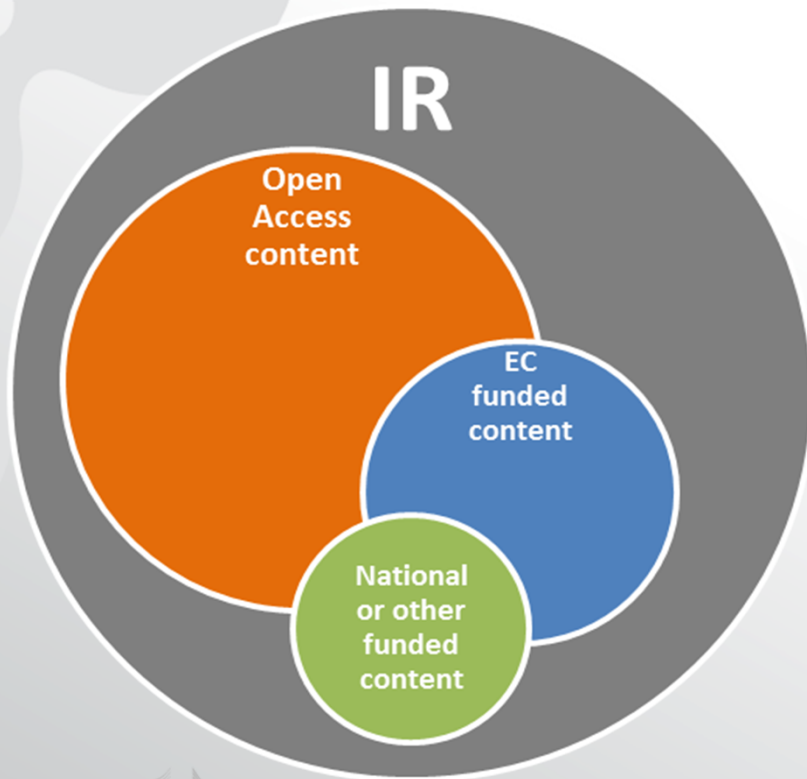 IR
Open
Access
content
EC
funded
content
National
or other
funded
content